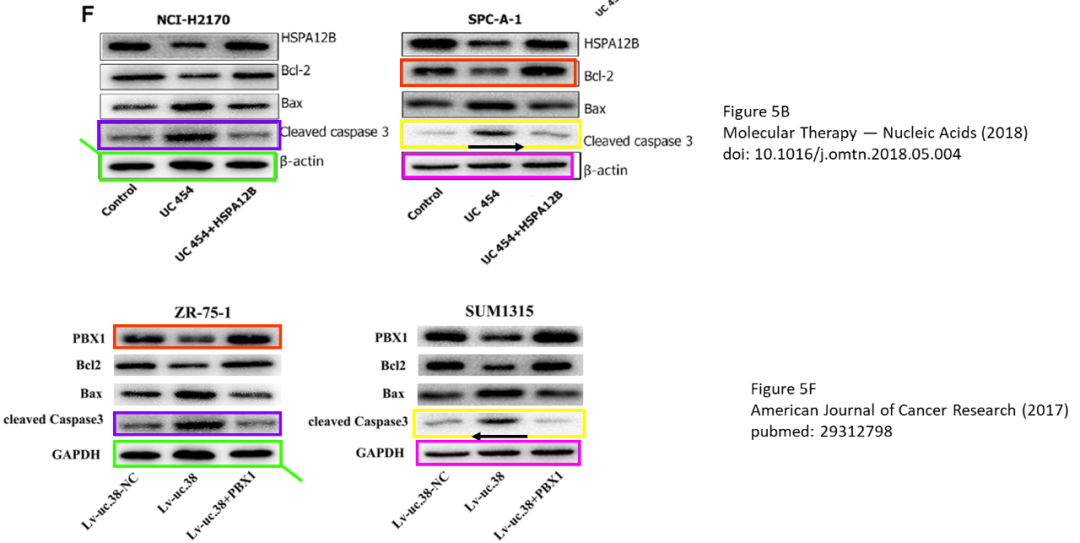 UC 45
F
NCI-H2170
HSPA12B
Bcl-2
Bax
Cleaved caspase 3
β-actin
Control
UC 454
UC 454+HSPA12B
SPC-A-1
HSPA12B
Bcl-2
Bax
Cleaved caspase 3
β-actin
Control
UC 454
UC 454+HSPA12B
Figure 5B
Molecular Therapy — Nucleic Acids (2018)
doi: 10.1016/j.omtn.2018.05.004
ZR-75-1
PBX1
Bcl2
Bax
cleaved Caspase3
GAPDH
Lv-uc.38-NC
Lv-uc.38
Lv-uc.38+PBX1
SUM1315
PBX1
Bcl2
Bax
cleaved Caspase3
GAPDH
Lv-uc.38-NC
Lv-uc.38
Lv-uc.38+PBX1
Figure 5F
American Journal of Cancer Research (2017)
pubmed: 29312798